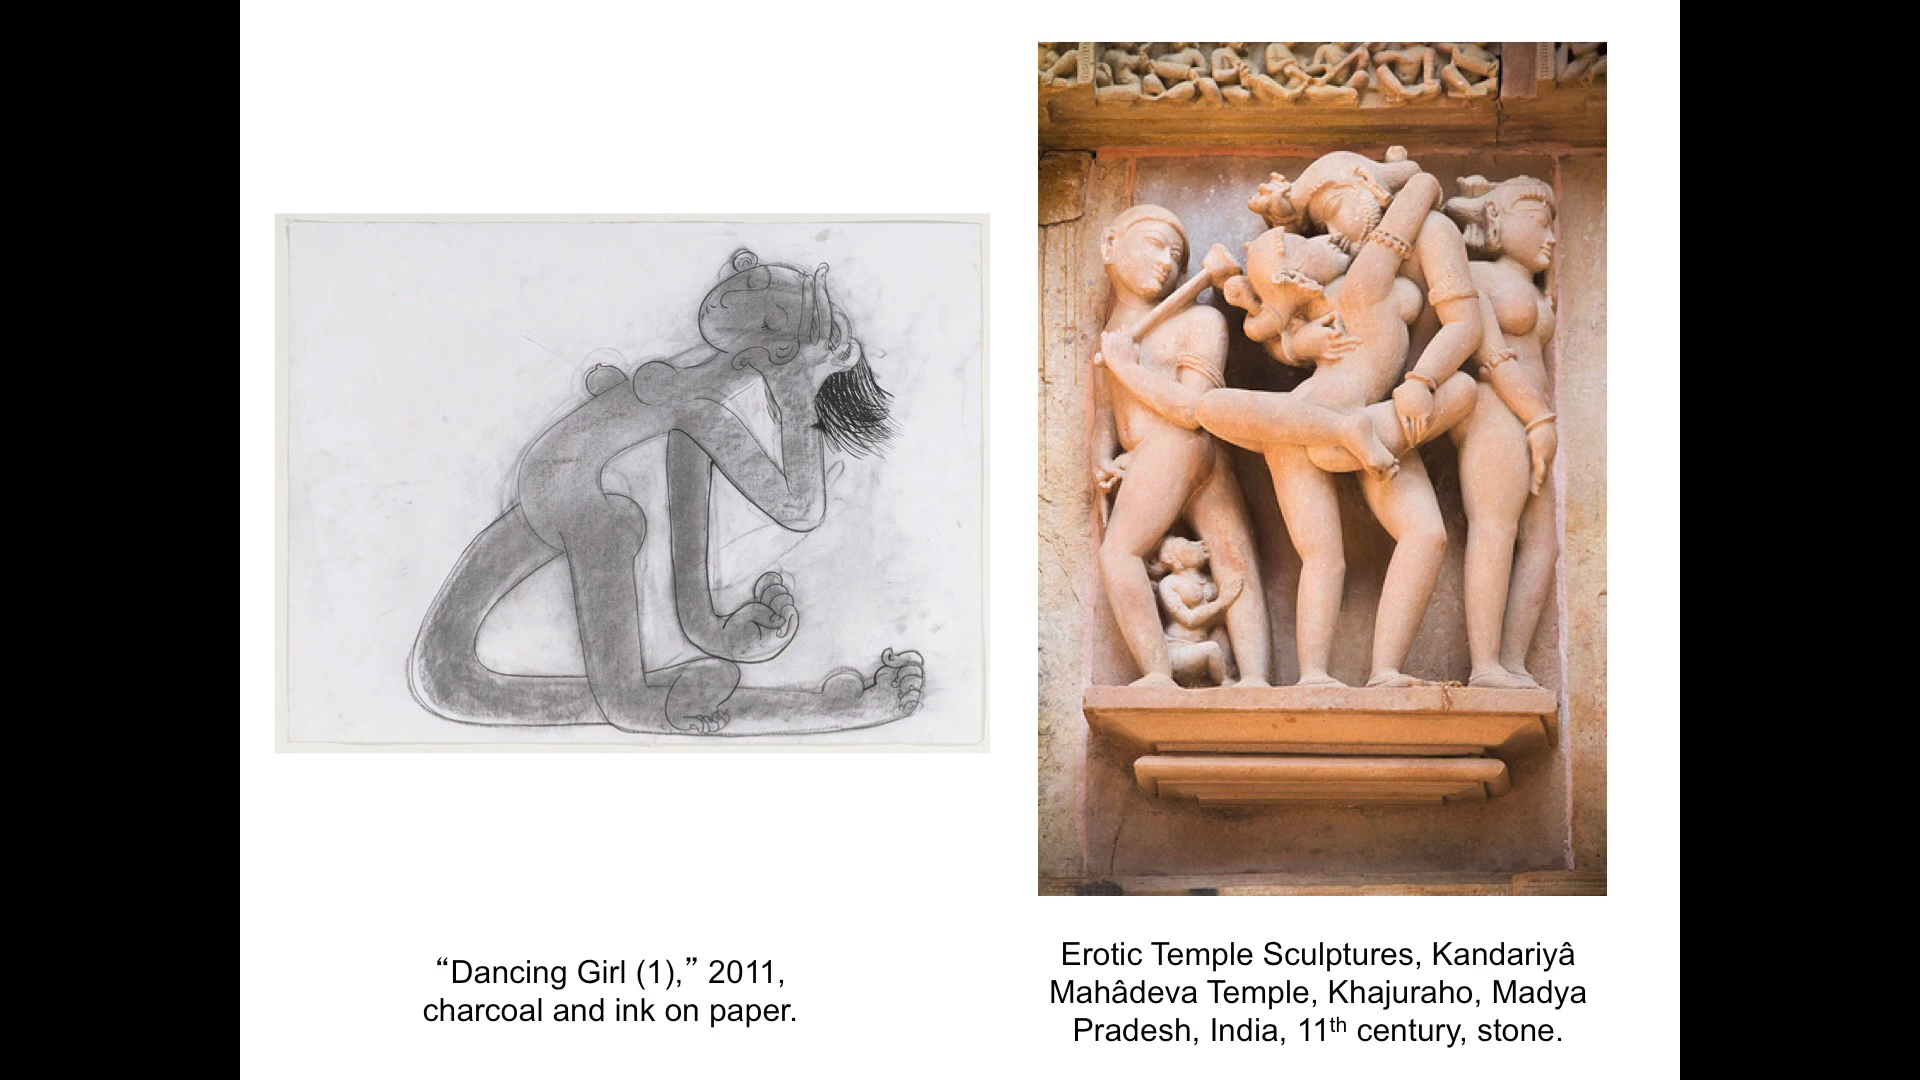 “Dancing Girl (1),” 2011,
charcoal and ink on paper.
Erotic Temple Sculptures, Kandariyâ
Mahâdeva Temple, Khajuraho, Madya
Pradesh, India, 11th century, stone.